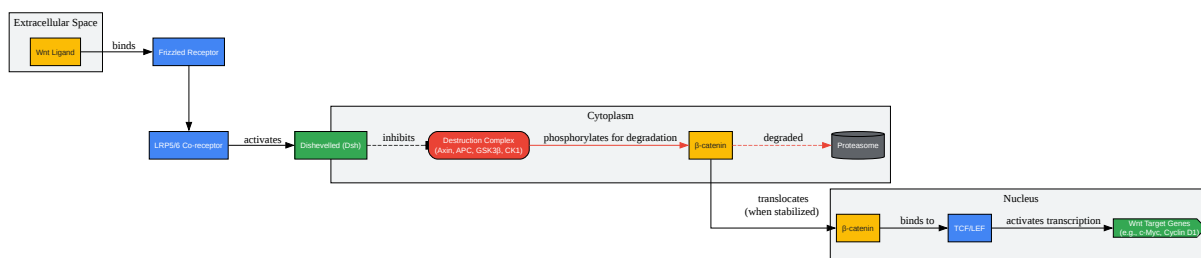 Extracellular Space
Wnt Ligand
binds
Frizzled Receptor
Cytoplasm
LRP5/6 Co-receptor
activates
Dishevelled (Dsh)
inhibits
Destruction Complex
(Axin, APC, GSK3β, CK1)
phosphorylates for degradation
β-catenin
degraded
Proteasome
translocates
(when stabilized)
Nucleus
β-catenin
binds to
TCF/LEF
activates transcription
Wnt Target Genes
(e.g., c-Myc, Cyclin D1)